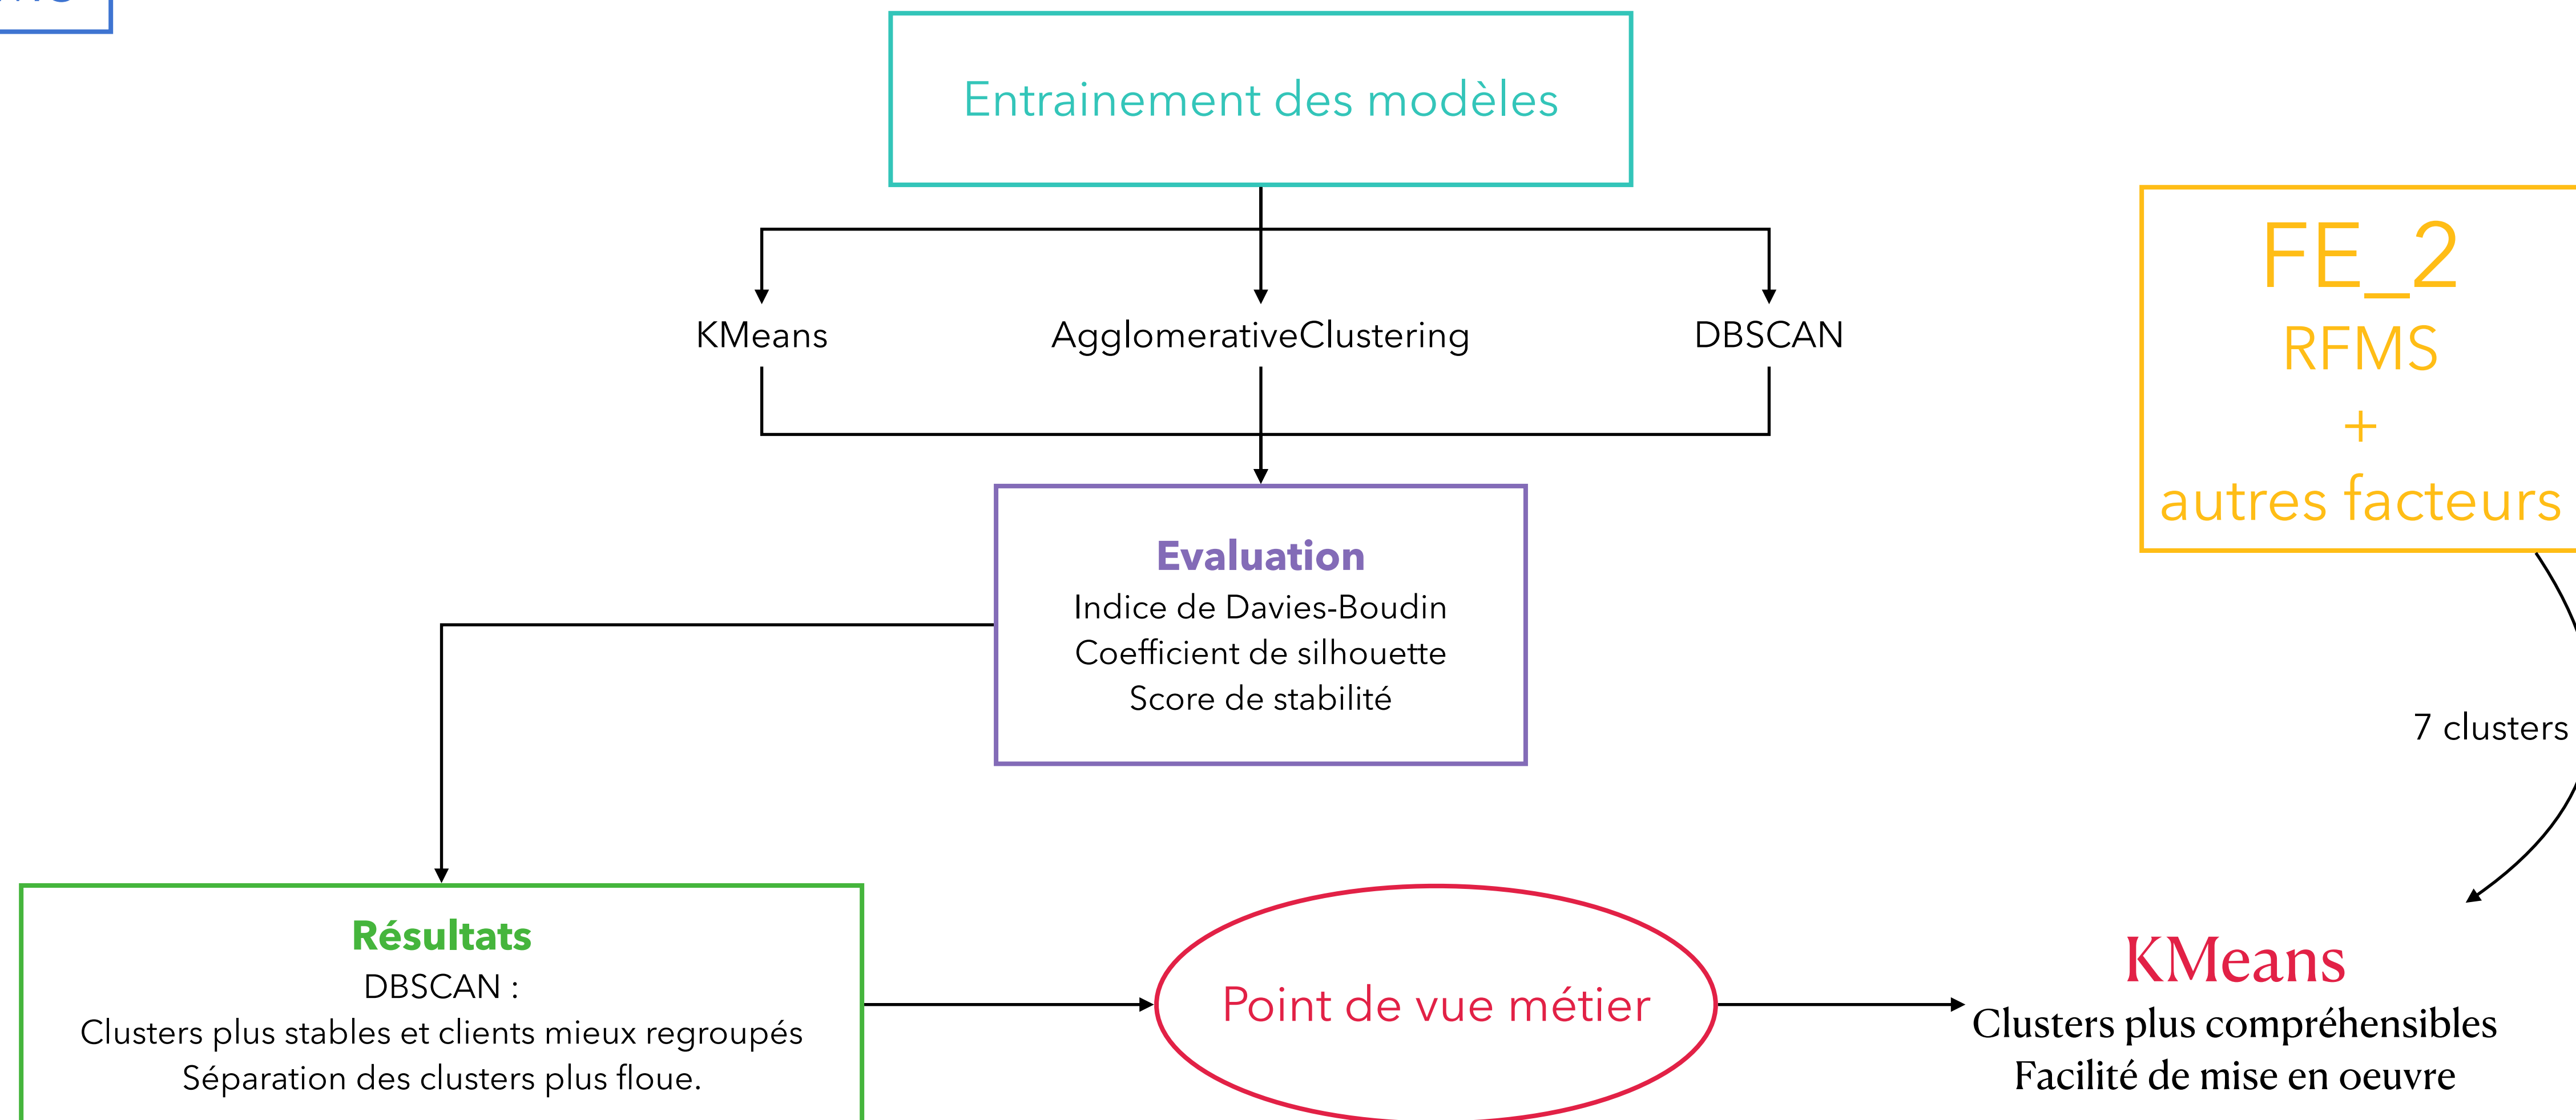 Entrainement des modèles
KMeans
AgglomerativeClustering
DBSCAN
FE_2
RFMS
+
autres facteurs
Evaluation
Indice de Davies-Boudin
Coefficient de silhouette
Score de stabilité
7 clusters
Résultats
DBSCAN :
Clusters plus stables et clients mieux regroupés
Séparation des clusters plus floue.
Point de vue métier
KMeans
Clusters plus compréhensibles
Facilité de mise en oeuvre